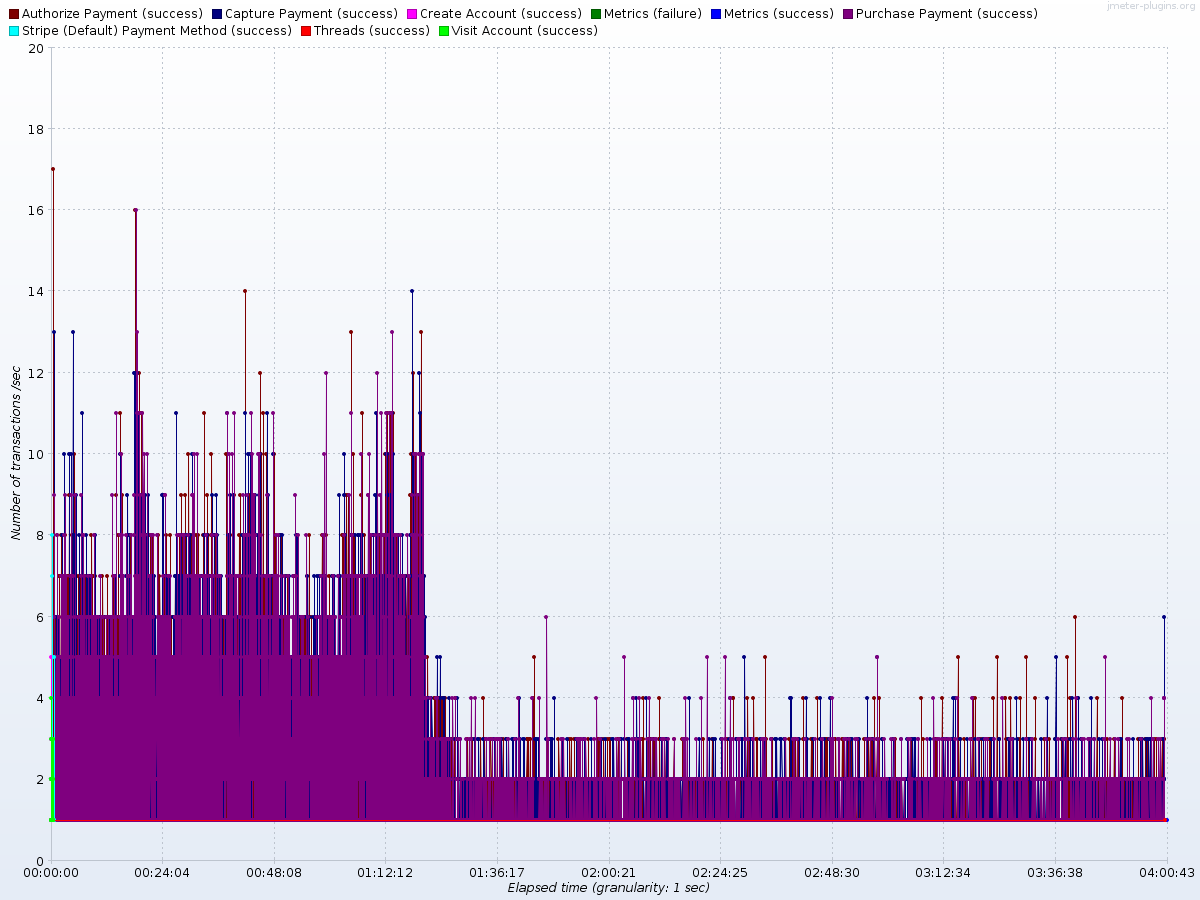 Authorize Payment (success) Capture Payment (success) Create Account (success) Metrics (failure) Metrics (success) Purchase Payment (success)
jmeter-plugins.org
Stripe (Default) Payment Method (success) Threads (success) Visit Account (success)
20
18
16
14
12
10
8
6
4
2
0
Number of transactions /sec
00:00:00 00:24:04 00:48:08 01:12:12 01:36:17 02:00:21 02:24:25 02:48:30 03:12:34 03:36:38 04:00:43
Elapsed time (granularity: 1 sec)